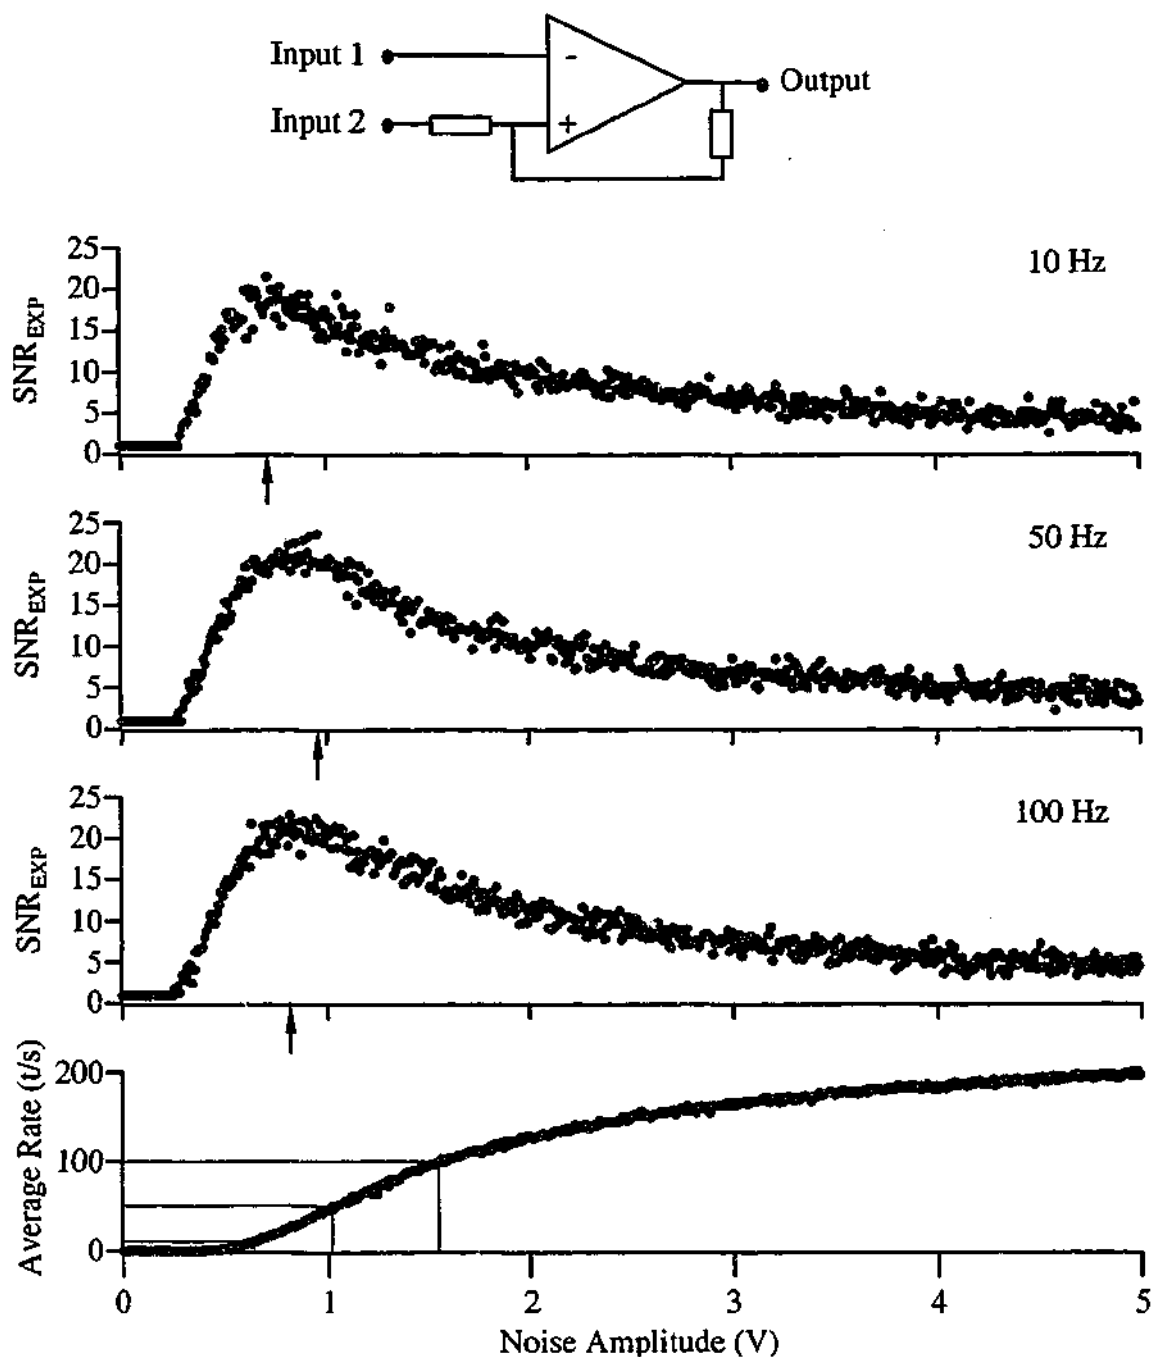 Input 1
-
Output
Input 2
+
25
20
15
10
5
0
SNR_EXP
10 Hz
25
20
15
10
5
0
SNR_EXP
50 Hz
25
20
15
10
5
0
SNR_EXP
100 Hz
200
100
0
Average Rate (t/s)
0 1 2 3 4 5
Noise Amplitude (V)